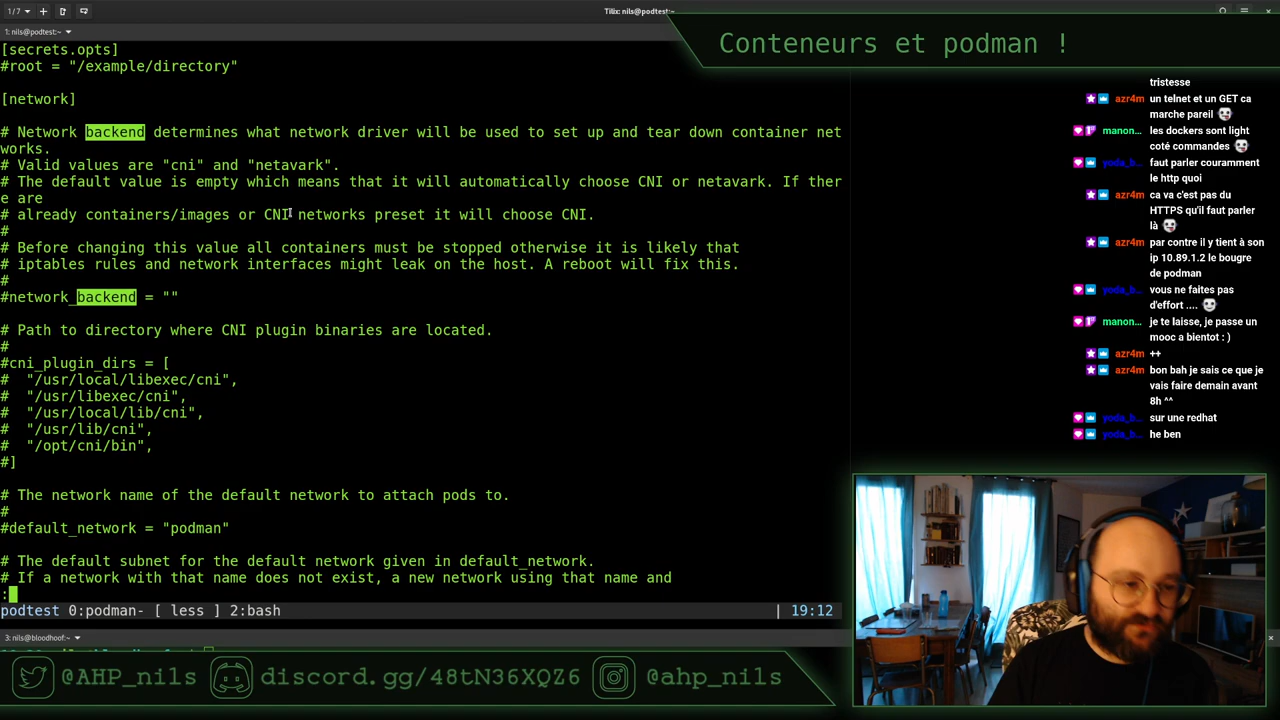 1/7
Tilix: nils@podtest:~
1: nils@podtest:~
Conteneurs et podman !
[secrets.opts]
#root = "/example/directory"
[network]
# Network backend determines what network driver will be used to set up and tear down container net
works.
# Valid values are "cni" and "netavark".
# The default value is empty which means that it will automatically choose CNI or netavark. If ther
e are
# already containers/images or CNI networks preset it will choose CNI.
#
# Before changing this value all containers must be stopped otherwise it is likely that
# iptables rules and network interfaces might leak on the host. A reboot will fix this.
#
#network_backend = ""
# Path to directory where CNI plugin binaries are located.
#
#cni_plugin_dirs = [
#  "/usr/local/libexec/cni",
#  "/usr/libexec/cni",
#  "/usr/local/lib/cni",
#  "/usr/lib/cni",
#  "/opt/cni/bin",
#]
# The network name of the default network to attach pods to.
#
#default_network = "podman"
# The default subnet for the default network given in default_network.
# If a network with that name does not exist, a new network using that name and
:
podtest 0:podman- [ less ] 2:bash | 19:12
3: nils@bloodhoof:~
tristesse
azr4m un telnet et un GET ca
marche pareil
manon... les dockers sont light
coté commandes
yoda_b... faut parler couramment
le http quoi
azr4m ca va c'est pas du
HTTPS qu'il faut parler
là
azr4m par contre il y tient à son
ip 10.89.1.2 le bougre
de podman
yoda_b... vous ne faites pas
d'effort ....
manon... je te laisse, je passe un
mooc a bientot : )
azr4m ++
azr4m bon bah je sais ce que je
vais faire demain avant
8h ^^
yoda_b... sur une redhat
yoda_b... he ben
@AHP_nils discord.gg/48tN36XQZ6 @ahp_nils